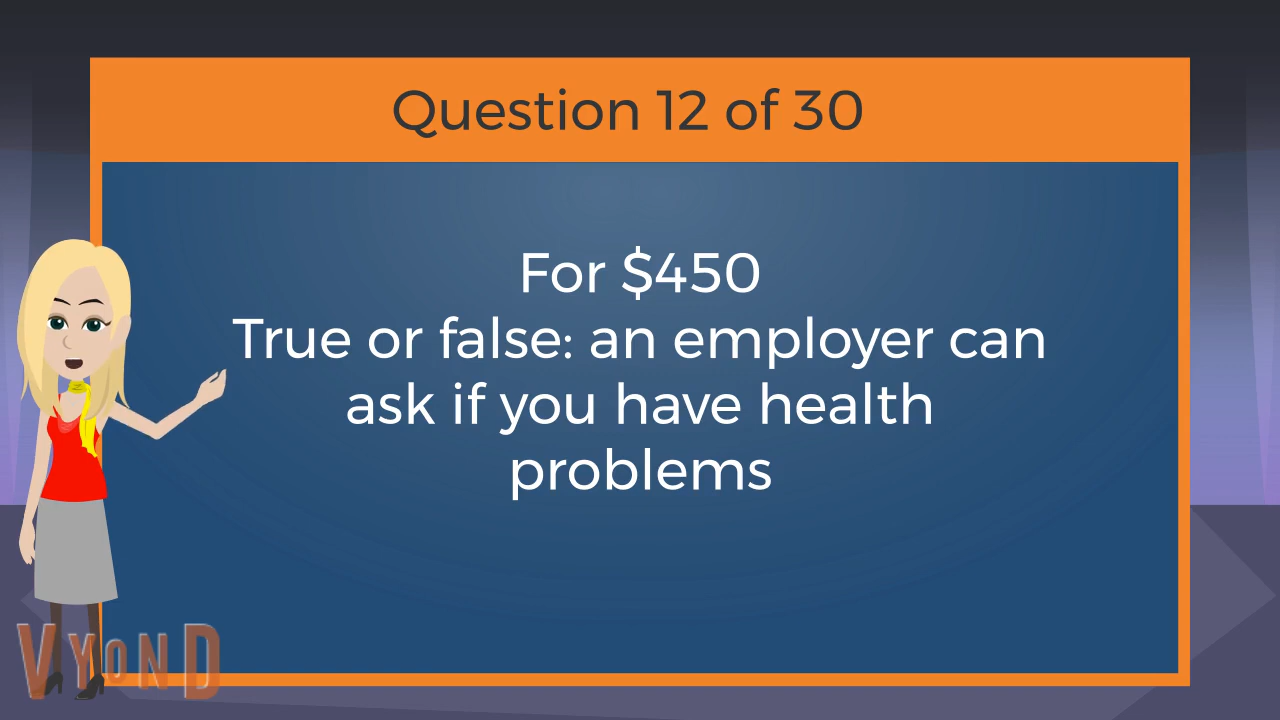 Question 12 of 30
For $450
True or false: an employer can
ask if you have health
problems
VYOND